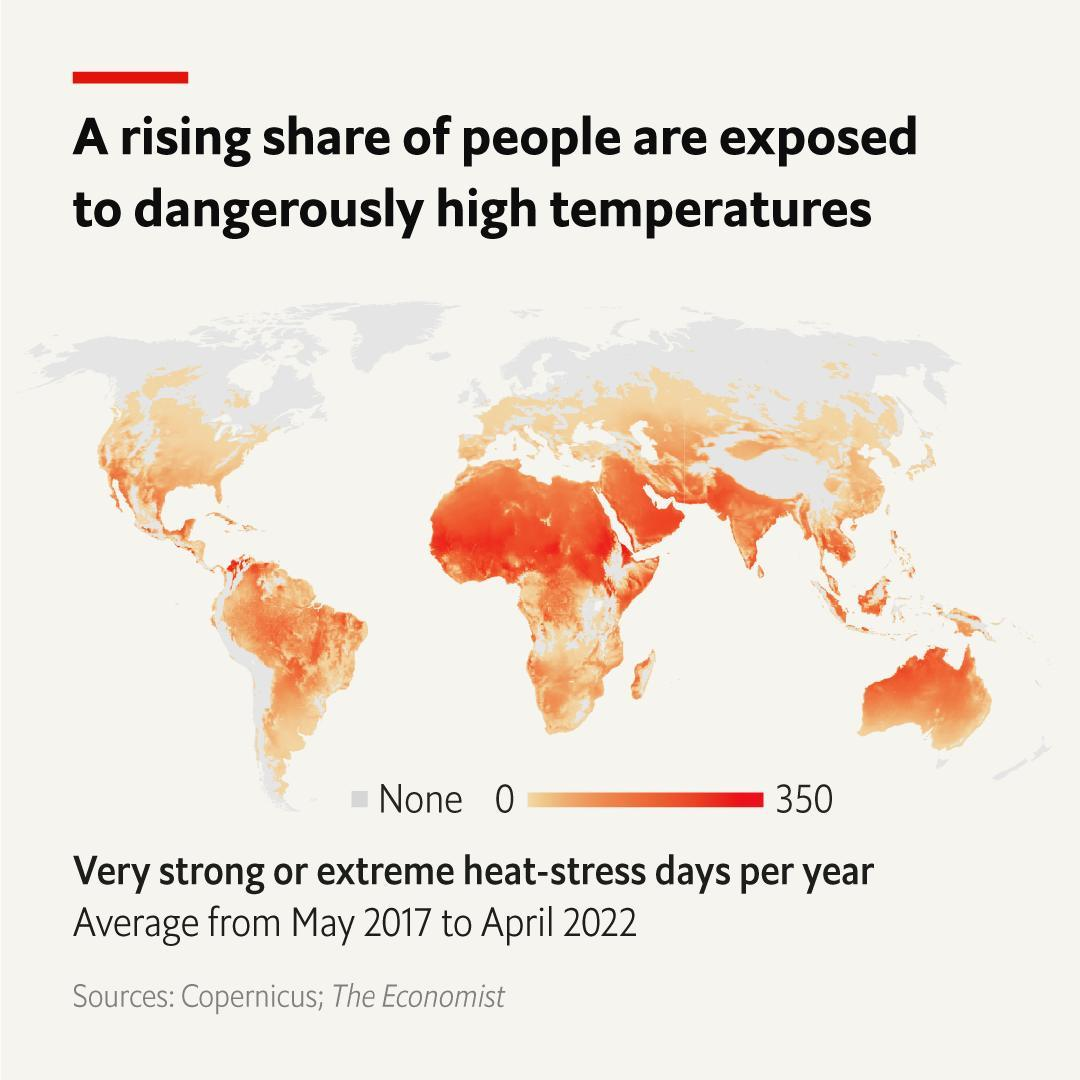 A rising share of people are exposed
to dangerously high temperatures
None 0 350
Very strong or extreme heat-stress days per year
Average from May 2017 to April 2022
Sources: Copernicus; The Economist